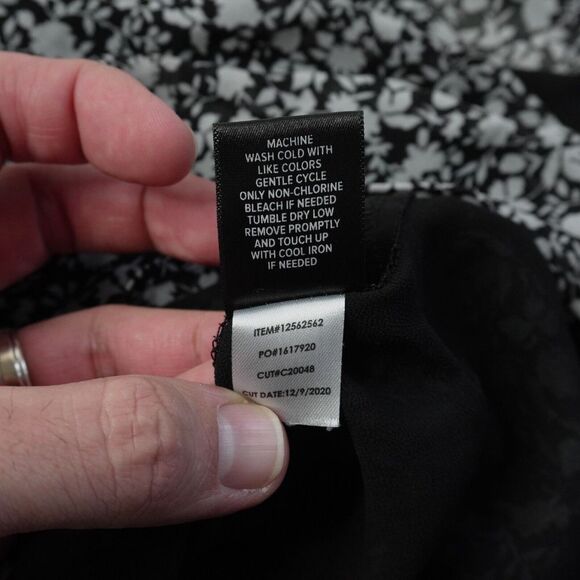 MACHINE
WASH COLD WITH
LIKE COLORS
GENTLE CYCLE
ONLY NON-CHLORINE
BLEACH IF NEEDED
TUMBLE DRY LOW
REMOVE PROMPTLY
AND TOUCH UP
WITH COOL IRON
IF NEEDED
ITEM#12562562
PO#1617920
CUT#C20048
CUT DATE:12/9/2020